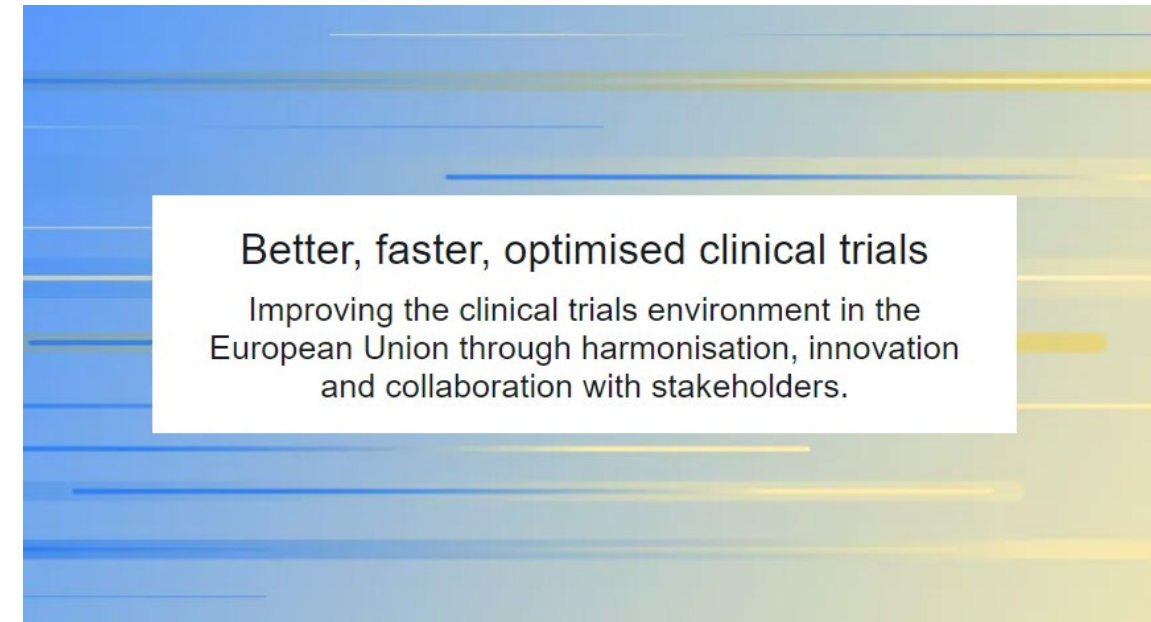 Better, faster, optimised clinical trials
Improving the clinical trials environment in the
European Union through harmonisation, innovation
and collaboration with stakeholders.